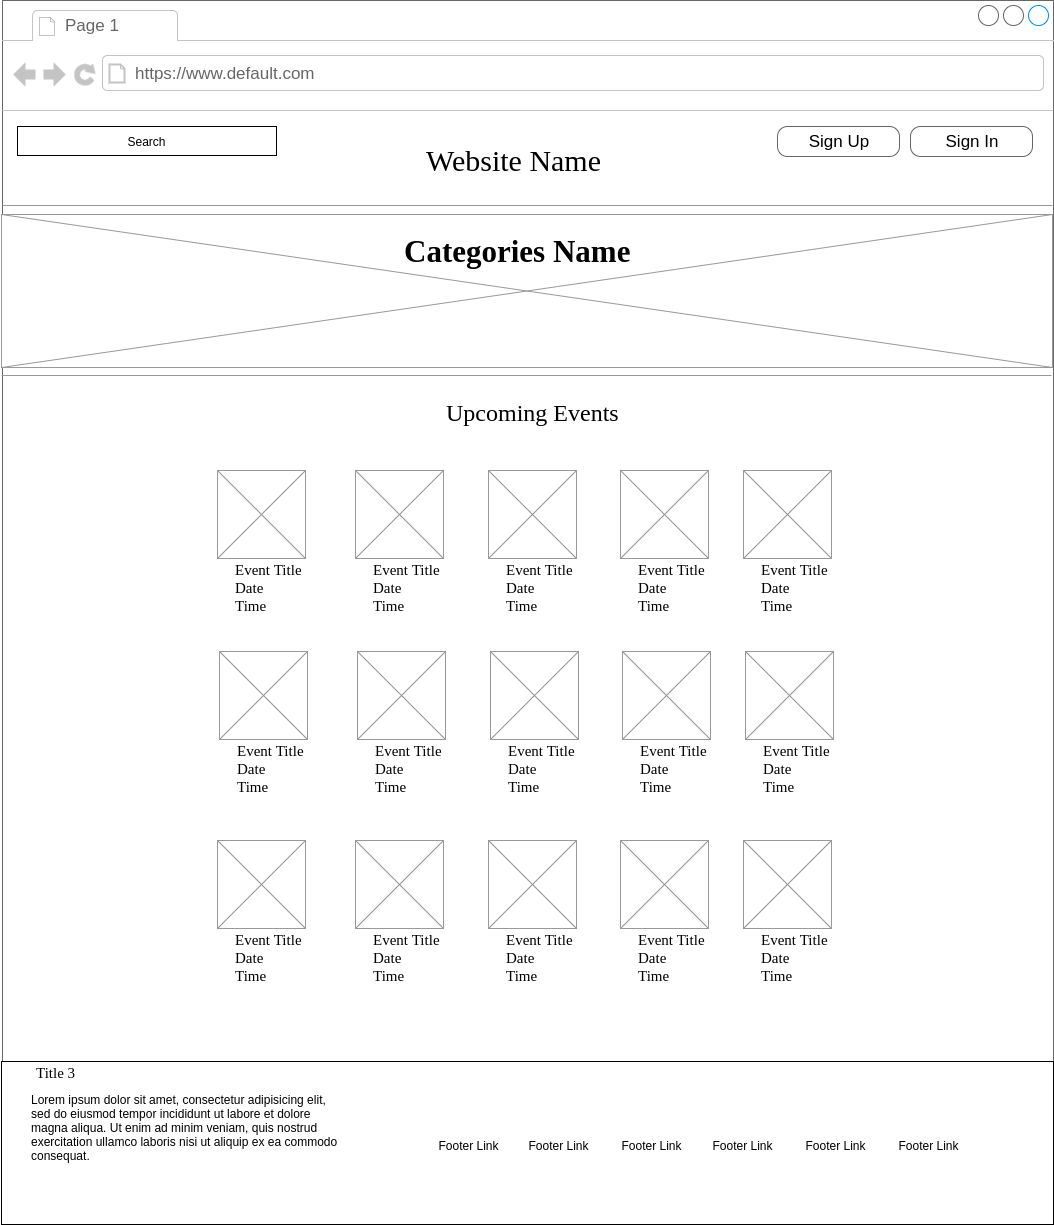 Page 1
https://www.default.com
Search
Sign Up
Sign In
Website Name
Categories Name
Upcoming Events
Event Title
Date
Time
Event Title
Date
Time
Event Title
Date
Time
Event Title
Date
Time
Event Title
Date
Time
Event Title
Date
Time
Event Title
Date
Time
Event Title
Date
Time
Event Title
Date
Time
Event Title
Date
Time
Event Title
Date
Time
Event Title
Date
Time
Event Title
Date
Time
Event Title
Date
Time
Event Title
Date
Time
Title 3
Lorem ipsum dolor sit amet, consectetur adipisicing elit,
sed do eiusmod tempor incididunt ut labore et dolore
magna aliqua. Ut enim ad minim veniam, quis nostrud
exercitation ullamco laboris nisi ut aliquip ex ea commodo
consequat.
Footer Link
Footer Link
Footer Link
Footer Link
Footer Link
Footer Link